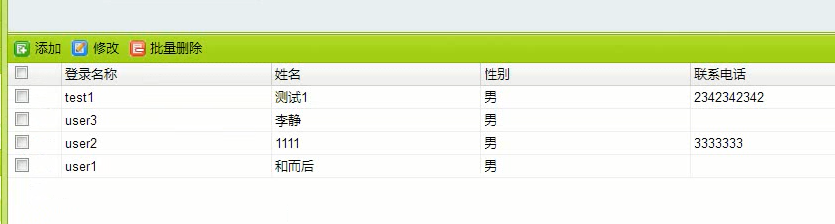 添加 修改 批量删除
登录名称 姓名 性别 联系电话
test1 测试1 男 2342342342
user3 李静 男
user2 1111 男 3333333
user1 和而后 男